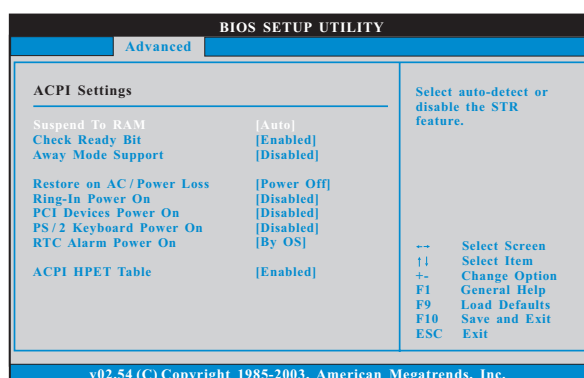 BIOS SETUP UTILITY
Advanced
ACPI Settings
Suspend To RAM [Auto]
Check Ready Bit [Enabled]
Away Mode Support [Disabled]
Restore on AC / Power Loss [Power Off]
Ring-In Power On [Disabled]
PCI Devices Power On [Disabled]
PS / 2 Keyboard Power On [Disabled]
RTC Alarm Power On [By OS]
ACPI HPET Table [Enabled]
Select auto-detect or
disable the STR
feature.
←→ Select Screen
↑↓ Select Item
+- Change Option
F1 General Help
F9 Load Defaults
F10 Save and Exit
ESC Exit
v02.54 (C) Copyright 1985-2003, American Megatrends, Inc.